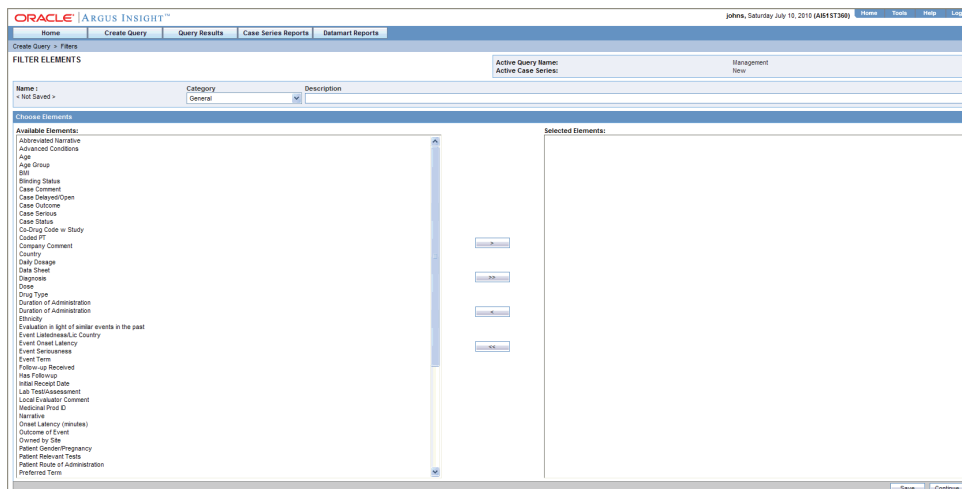 ORACLE® | ARGUS INSIGHT™
johns, Saturday July 10, 2010 (AI51ST360) Home Tools Help Log
Home Create Query Query Results Case Series Reports Datamart Reports
Create Query > Filters
FILTER ELEMENTS
Active Query Name: Management
Active Case Series: New
Name : Category Description
< Not Saved > General
Choose Elements
Available Elements: Selected Elements:
Abbreviated Narrative
Advanced Conditions
Age
Age Group
BMI
Blinding Status
Case Comment
Case Delayed/Open
Case Outcome
Case Serious
Case Status
Co-Drug Code w Study
Coded PT
Company Comment
Country
Daily Dosage
Data Sheet
Diagnosis
Dose
Drug Type
Duration of Administration
Duration of Administration
Ethnicity
Evaluation in light of similar events in the past
Event Listedness/Lic Country
Event Onset Latency
Event Seriousness
Event Term
Follow-up Received
Has Followup
Initial Receipt Date
Lab Test/Assessment
Local Evaluator Comment
Medicinal Prod ID
Narrative
Onset Latency (minutes)
Outcome of Event
Owned by Site
Patient Gender/Pregnancy
Patient Relevant Tests
Patient Route of Administration
Preferred Term
>
>>
<
<<
Save Continue